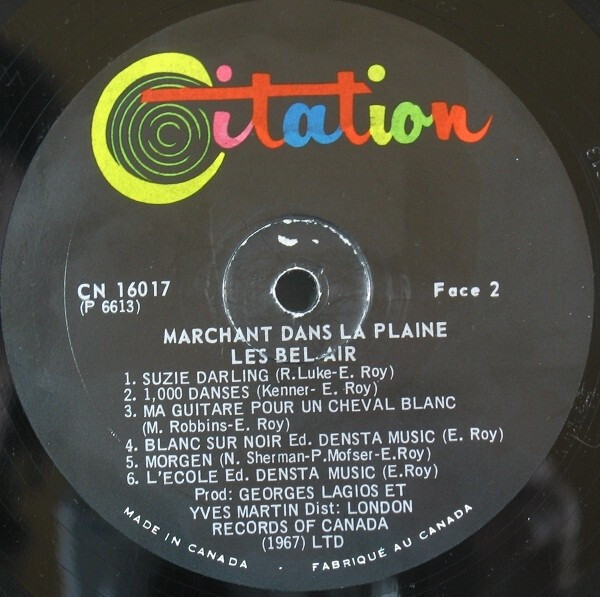 Citation
CN 16017
(P 6613)
Face 2
MARCHANT DANS LA PLAINE
LES BEL-AIR
1. SUZIE DARLING (R.Luke-E. Roy)
2. 1,000 DANSES (Kenner- E. Roy)
3. MA GUITARE POUR UN CHEVAL BLANC
(M. Robbins-E. Roy)
4. BLANC SUR NOIR Ed. DENSTA MUSIC (E. Roy)
5. MORGEN (N. Sherman-P.Mofser-E.Roy)
6. L'ECOLE Ed. DENSTA MUSIC (E.Roy)
Prod: GEORGES LAGIOS ET
YVES MARTIN Dist: LONDON
RECORDS OF CANADA
(1967) LTD
MADE IN CANADA · FABRIQUÉ AU CANADA